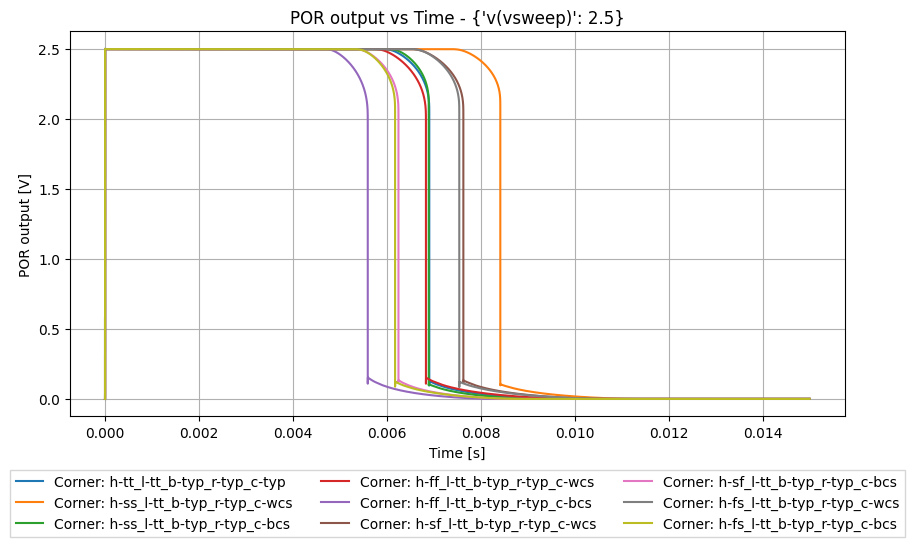 POR output vs Time - {'v(vsweep)': 2.5}
POR output [V]
2.5
2.0
1.5
1.0
0.5
0.0
0.000 0.002 0.004 0.006 0.008 0.010 0.012 0.014
Time [s]
Corner: h-tt_l-tt_b-typ_r-typ_c-typ
Corner: h-ss_l-tt_b-typ_r-typ_c-wcs
Corner: h-ss_l-tt_b-typ_r-typ_c-bcs
Corner: h-ff_l-tt_b-typ_r-typ_c-wcs
Corner: h-ff_l-tt_b-typ_r-typ_c-bcs
Corner: h-sf_l-tt_b-typ_r-typ_c-wcs
Corner: h-sf_l-tt_b-typ_r-typ_c-bcs
Corner: h-fs_l-tt_b-typ_r-typ_c-wcs
Corner: h-fs_l-tt_b-typ_r-typ_c-bcs